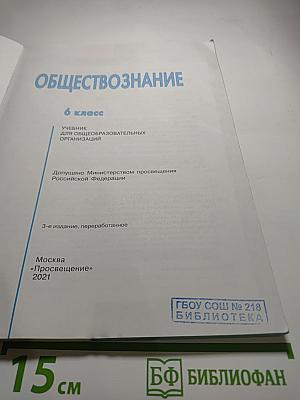 ОБЩЕСТВОЗНАНИЕ
6 класс
УЧЕБНИК
ДЛЯ ОБЩЕОБРАЗОВАТЕЛЬНЫХ
ОРГАНИЗАЦИЙ
Допущено Министерством просвещения
Российской Федерации
3-е издание, переработанное
Москва
«Просвещение»
2021
ГБОУ СОШ № 218
БИБЛИОТЕКА
15 см
БФ БИБЛИОФАН